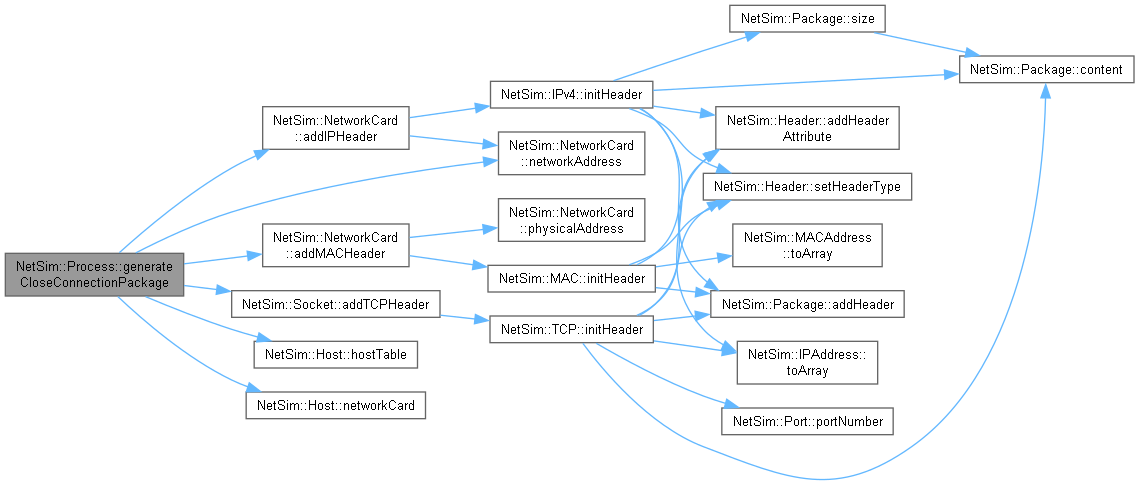 NetSim::Process::generate
CloseConnectionPackage
NetSim::NetworkCard
::addIPHeader
NetSim::NetworkCard
::addMACHeader
NetSim::Socket::addTCPHeader
NetSim::Host::hostTable
NetSim::Host::networkCard
NetSim::IPv4::initHeader
NetSim::NetworkCard
::networkAddress
NetSim::NetworkCard
::physicalAddress
NetSim::MAC::initHeader
NetSim::TCP::initHeader
NetSim::Package::size
NetSim::Header::addHeader
Attribute
NetSim::Header::setHeaderType
NetSim::MACAddress
::toArray
NetSim::Package::addHeader
NetSim::IPAddress::
toArray
NetSim::Port::portNumber
NetSim::Package::content